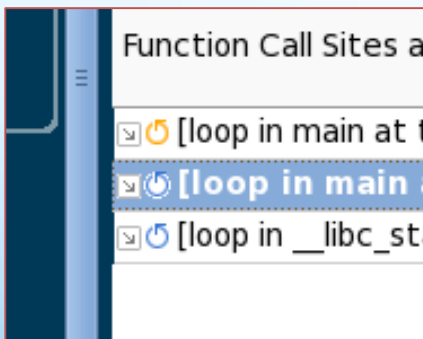 Function Call Sites a
[loop in main at t
[loop in main a
[loop in __libc_sta